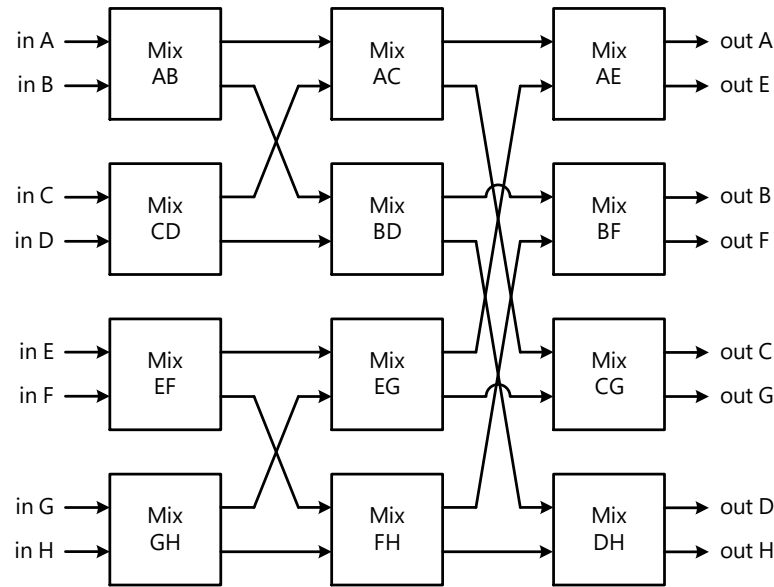 in A
Mix
AB
Mix
AC
Mix
AE
out A
in B
out E
in C
Mix
CD
Mix
BD
Mix
BF
out B
in D
out F
in E
Mix
EF
Mix
EG
Mix
CG
out C
in F
out G
in G
Mix
GH
Mix
FH
Mix
DH
out D
in H
out H